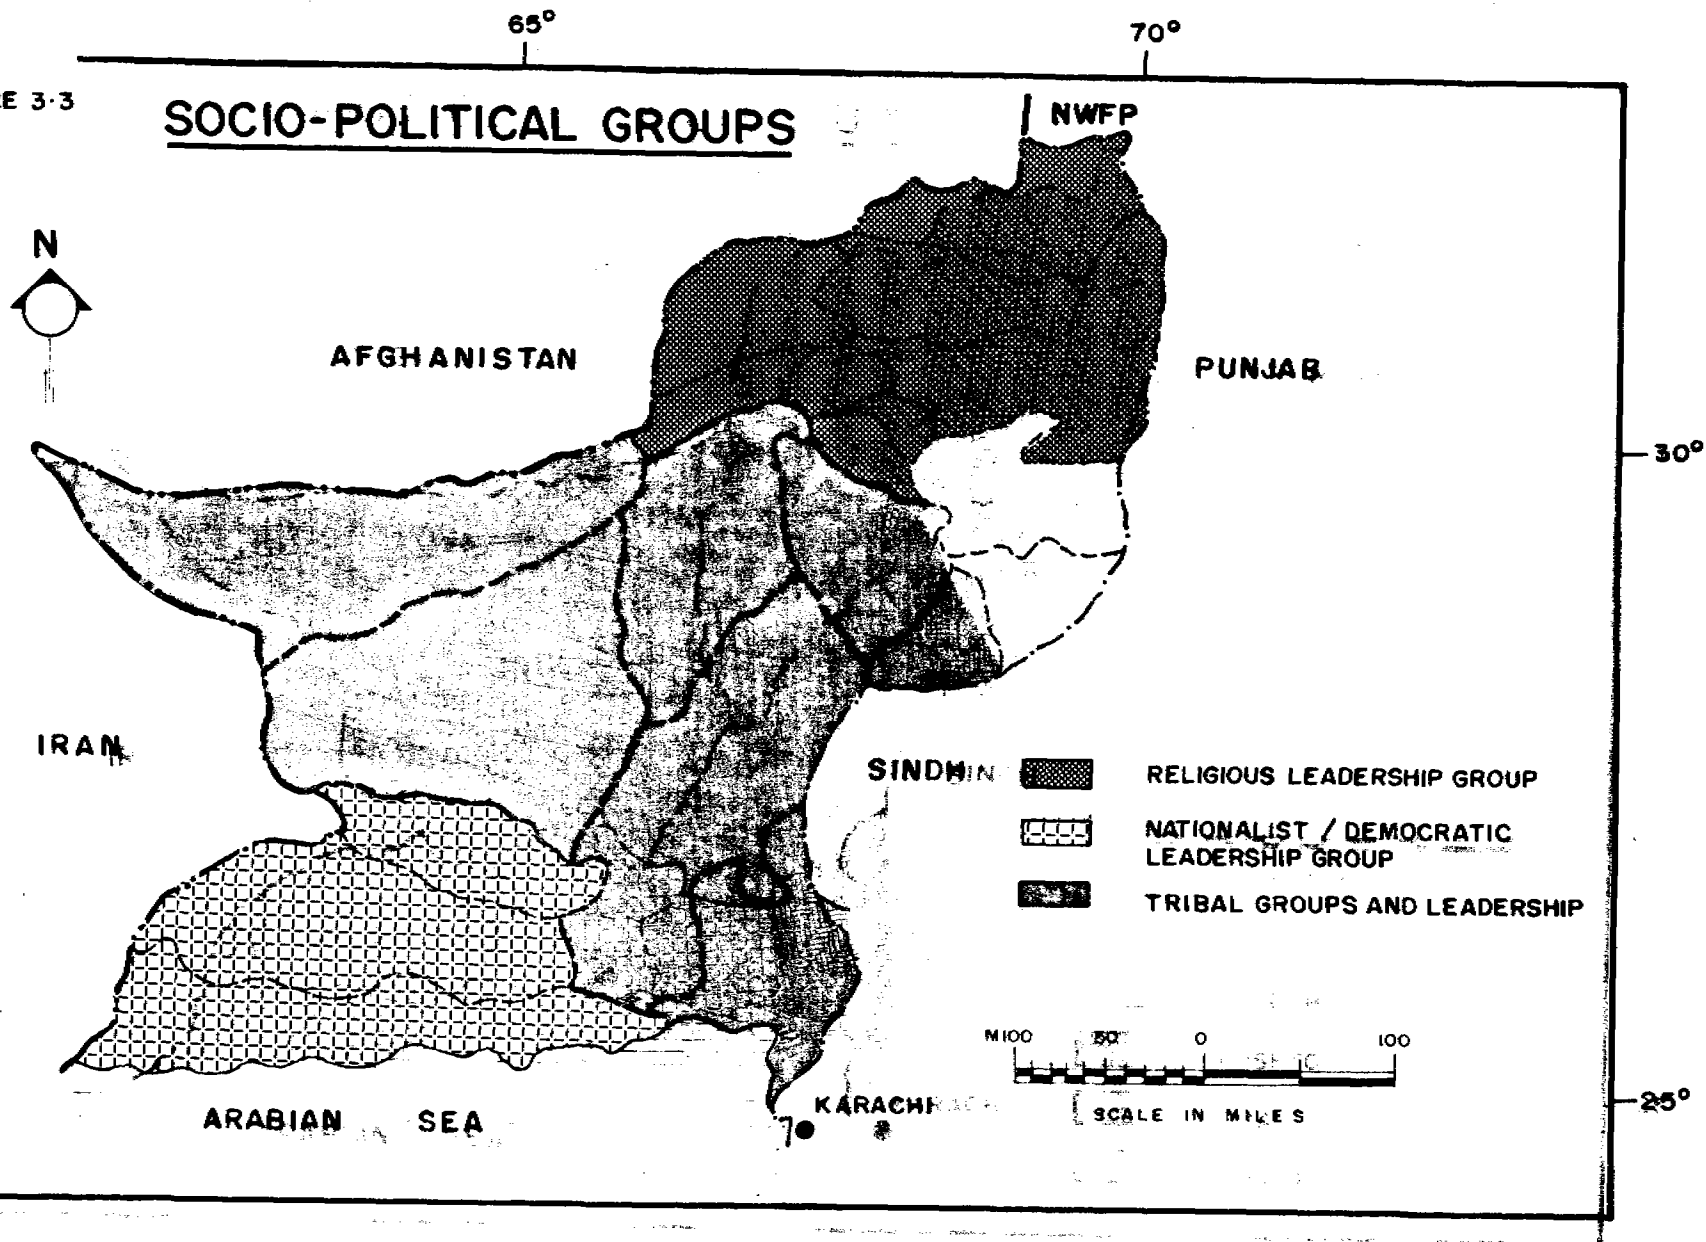 65° 70°
E 3·3
SOCIO-POLITICAL GROUPS
NWFP
N
AFGHANISTAN
PUNJAB
30°
IRAN
SINDH
RELIGIOUS LEADERSHIP GROUP
NATIONALIST / DEMOCRATIC
LEADERSHIP GROUP
TRIBAL GROUPS AND LEADERSHIP
M100 50 0 100
SCALE IN MILES
25°
KARACHI
ARABIAN SEA